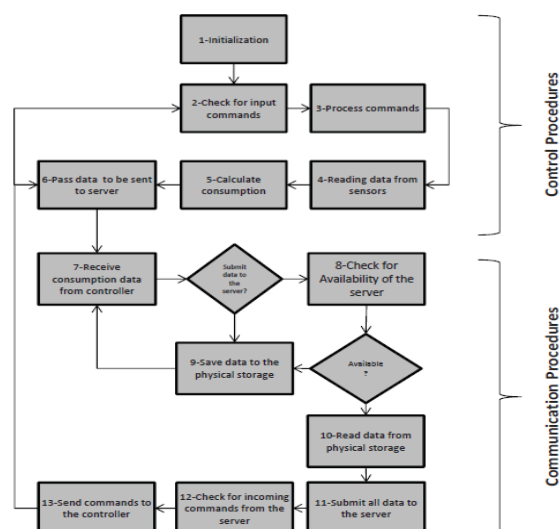 1-Initialization
2-Check for input
commands
3-Process commands
6-Pass data to be sent
to server
5-Calculate
consumption
4-Reading data from
sensors
Control Procedures
7-Receive
consumption data
from controller
Submit
data to
the
server?
8-Check for
Availability of the
server
9-Save data to the
physical storage
Available
?
10-Read data from
physical storage
13-Send commands to
the controller
12-Check for incoming
commands from the
server
11-Submit all data to
the server
Communication Procedures